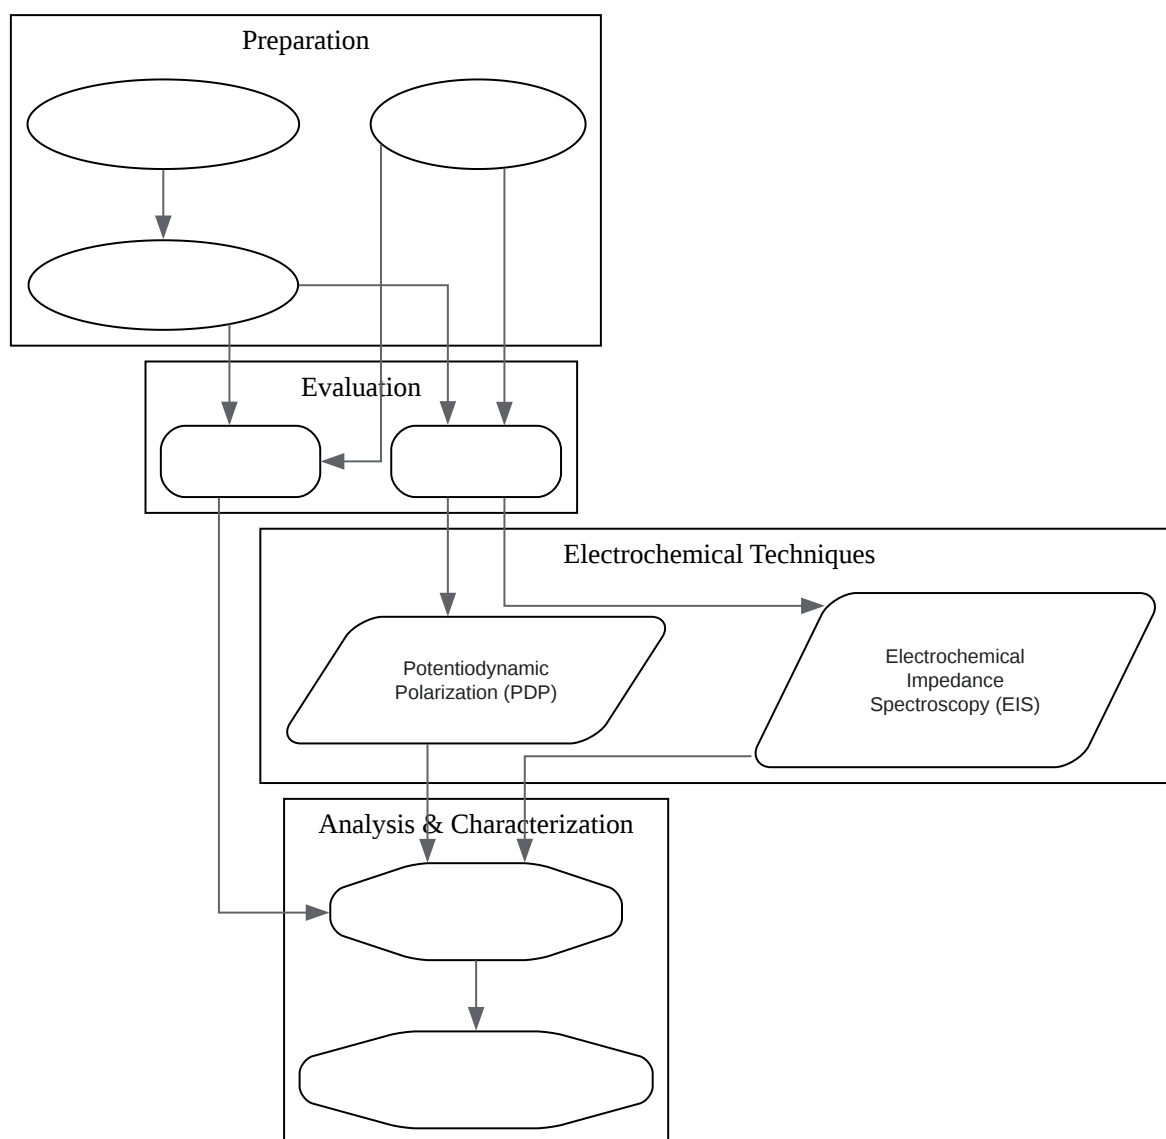 Preparation
Evaluation
Electrochemical Techniques
Potentiodynamic
Polarization (PDP)
Electrochemical
Impedance
Spectroscopy (EIS)
Analysis & Characterization